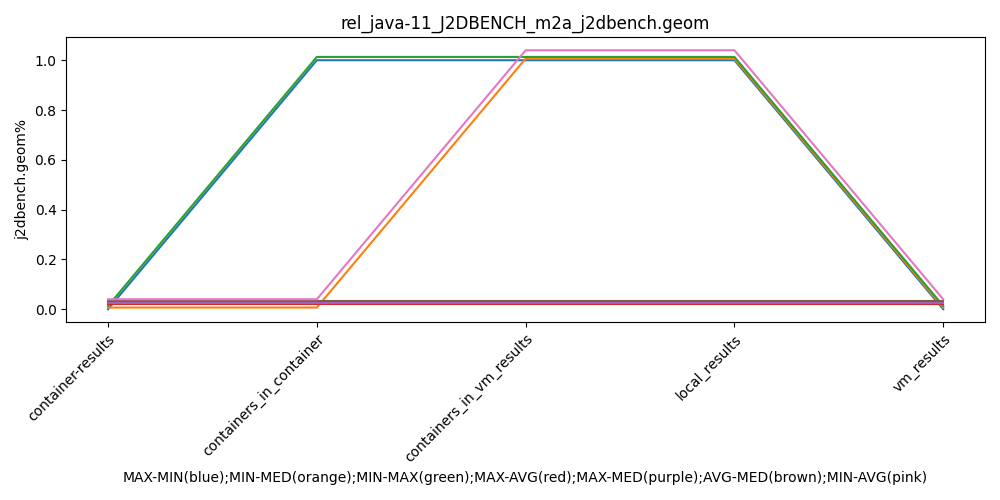 rel_java-11_J2DBENCH_m2a_j2dbench.geom
j2dbench.geom%
1.0
0.8
0.6
0.4
0.2
0.0
container-results
containers_in_container
containers_in_vm_results
local_results
vm_results
MAX-MIN(blue);MIN-MED(orange);MIN-MAX(green);MAX-AVG(red);MAX-MED(purple);AVG-MED(brown);MIN-AVG(pink)